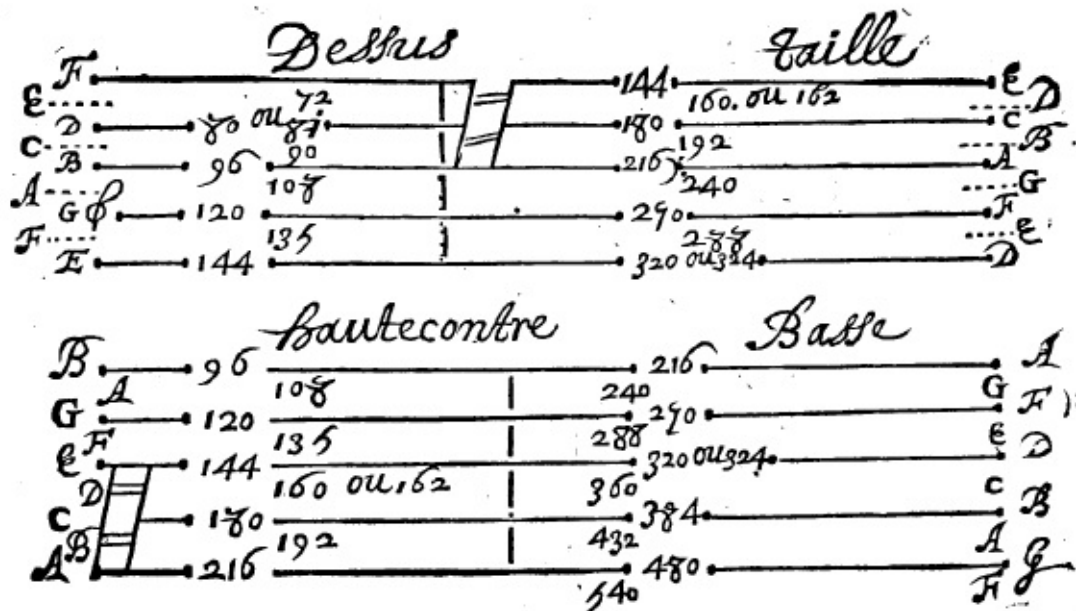 Dessus Taille
F 144 E
E 72 160. ou 162 D
D 80 ou 81 180 C
C 90 192 B
B 96 216 A
A 108 240 G
G 120 270 F
F 135 288 E
E 144 320 ou 324 D
hautecontre Basse
B 96 216 A
A 108 240 G
G 120 270 F
F 135 288 E
E 144 320 ou 324 D
D 160 ou 162 360 C
C 180 384 B
B 192 432 A
A 216 480 G
540 F